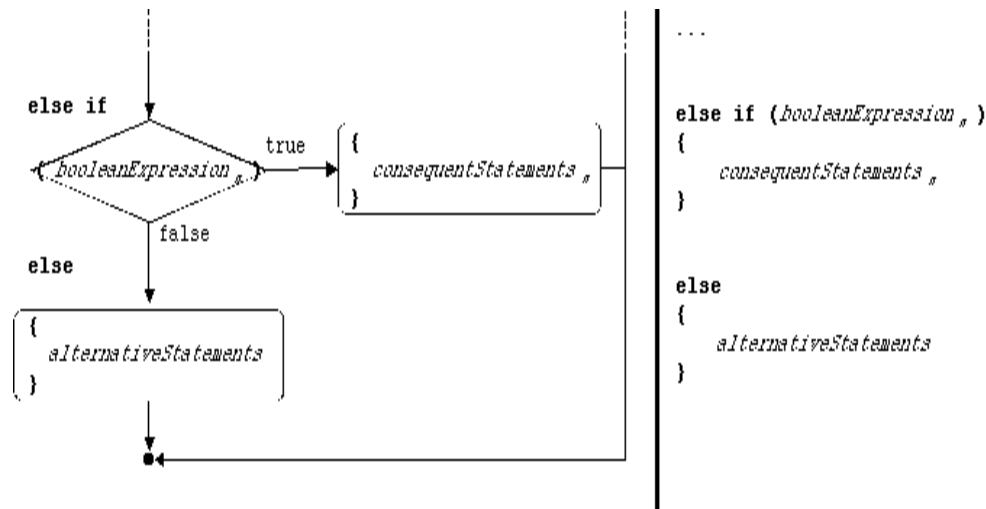 else if
( booleanExpression n )
true
{
consequentStatements n
}
false
else
{
alternativeStatements
}
...
else if (booleanExpression n )
{
consequentStatements n
}
else
{
alternativeStatements
}